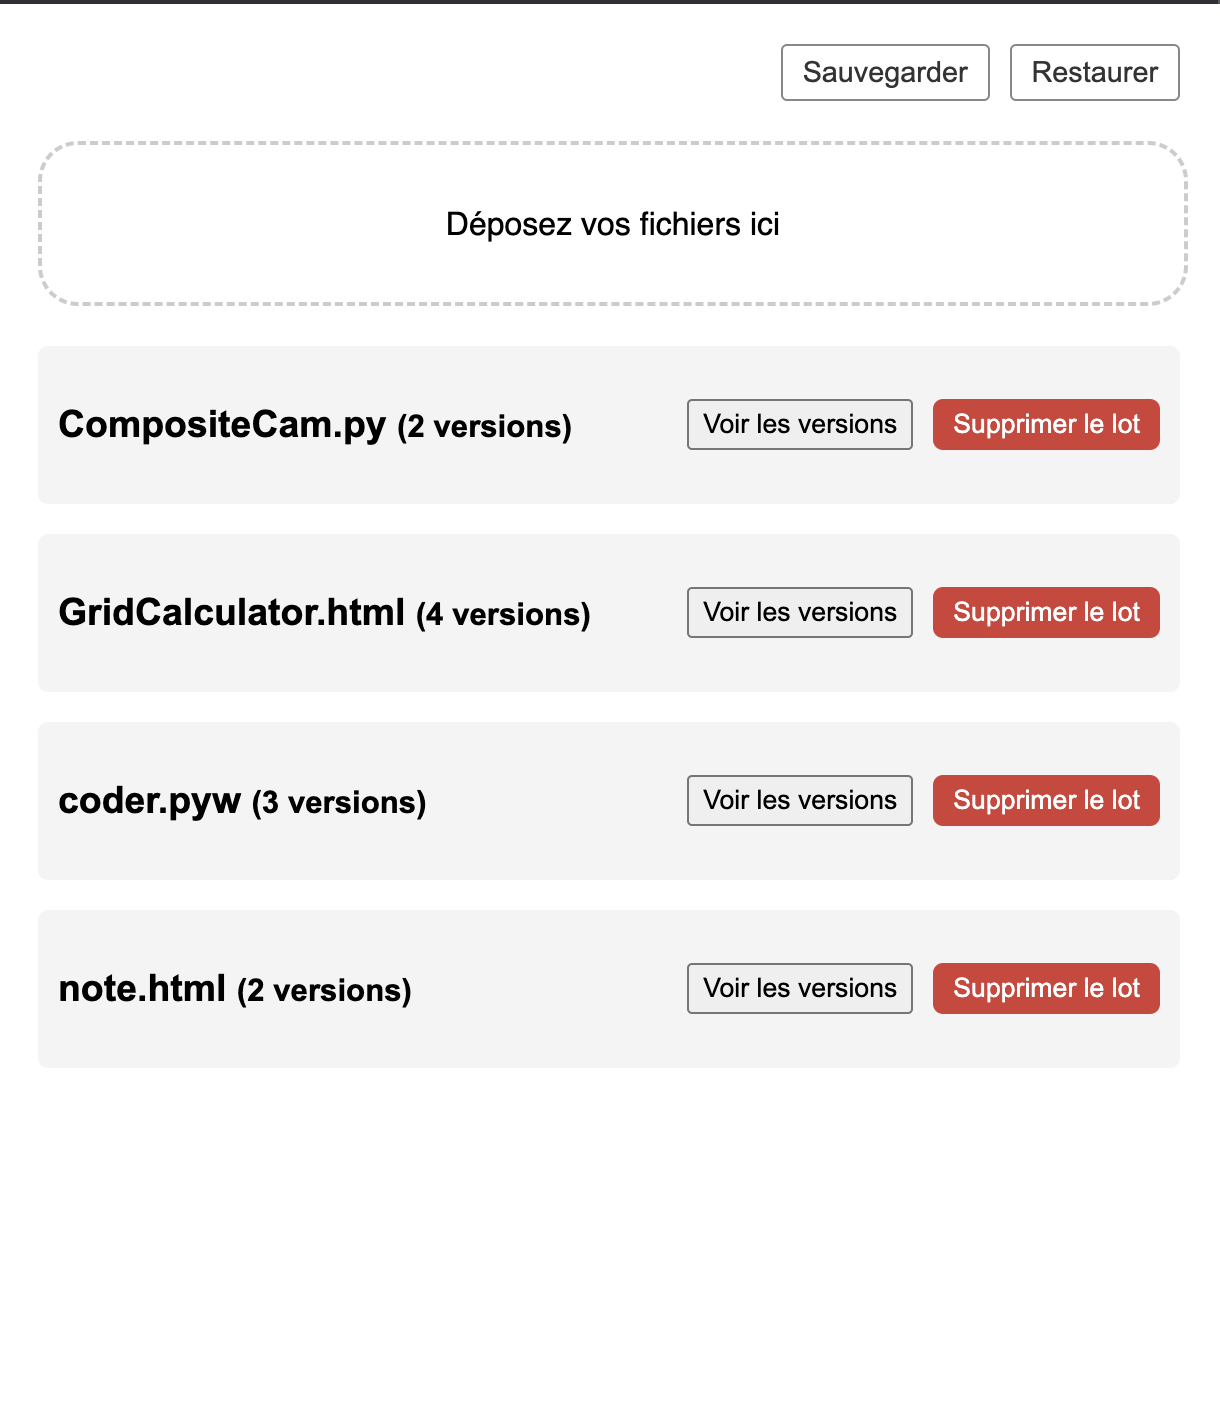 Sauvegarder Restaurer
Déposez vos fichiers ici
CompositeCam.py (2 versions) Voir les versions Supprimer le lot
GridCalculator.html (4 versions) Voir les versions Supprimer le lot
coder.pyw (3 versions) Voir les versions Supprimer le lot
note.html (2 versions) Voir les versions Supprimer le lot